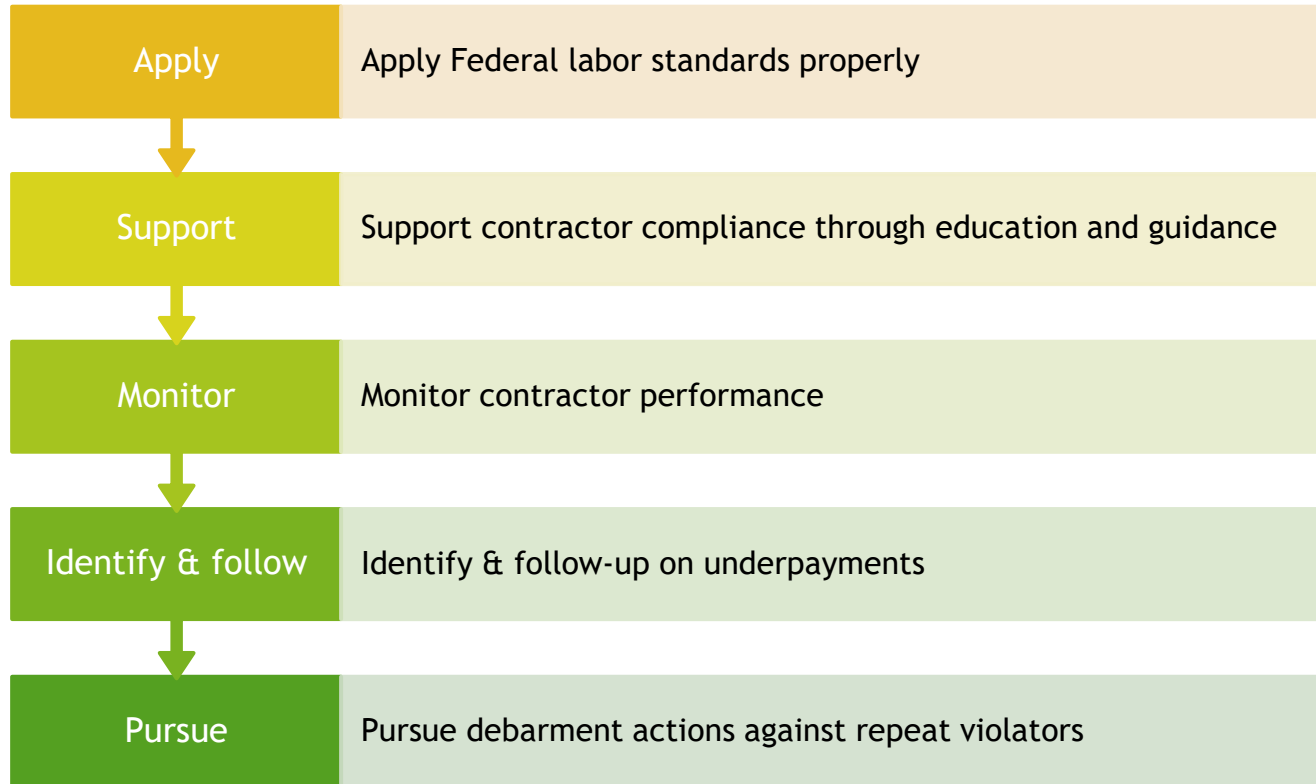 Apply
Apply Federal labor standards properly
Support
Support contractor compliance through education and guidance
Monitor
Monitor contractor performance
Identify & follow
Identify & follow-up on underpayments
Pursue
Pursue debarment actions against repeat violators